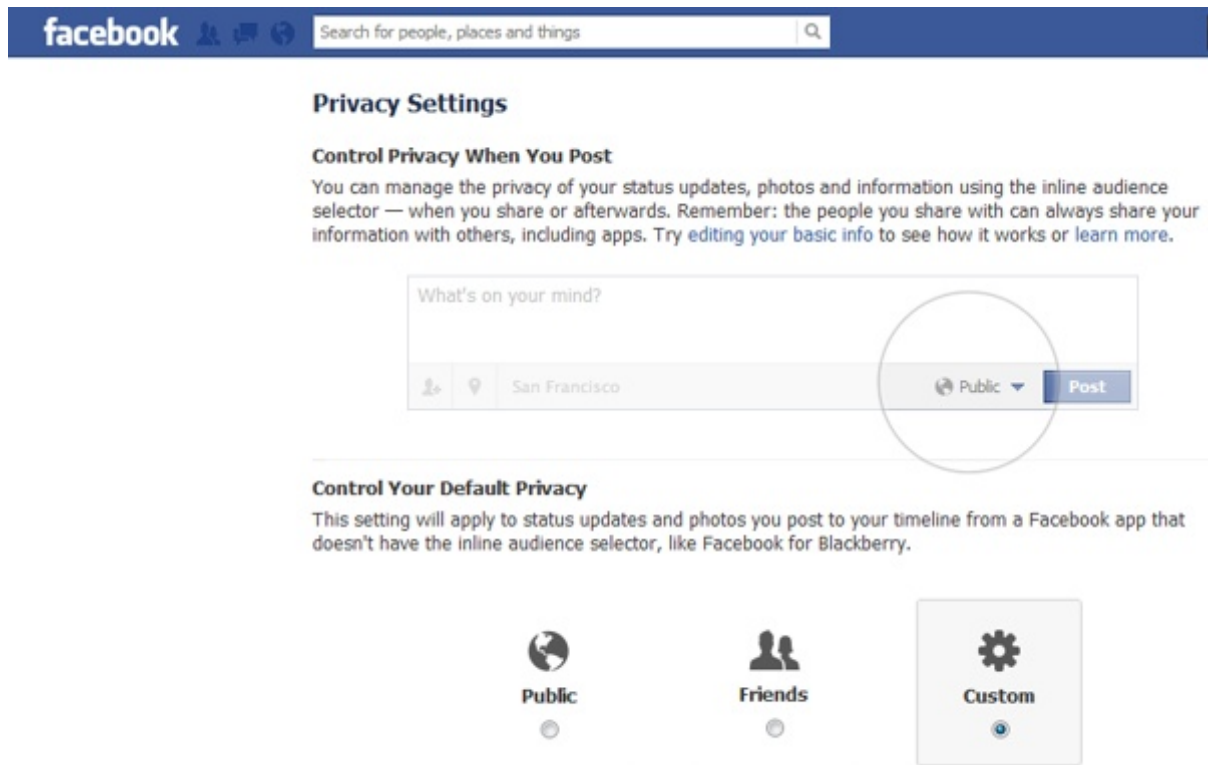 facebook Search for people, places and things
Privacy Settings
Control Privacy When You Post
You can manage the privacy of your status updates, photos and information using the inline audience
selector — when you share or afterwards. Remember: the people you share with can always share your
information with others, including apps. Try editing your basic info to see how it works or learn more.
What's on your mind?
San Francisco Public Post
Control Your Default Privacy
This setting will apply to status updates and photos you post to your timeline from a Facebook app that
doesn't have the inline audience selector, like Facebook for Blackberry.
Public Friends Custom